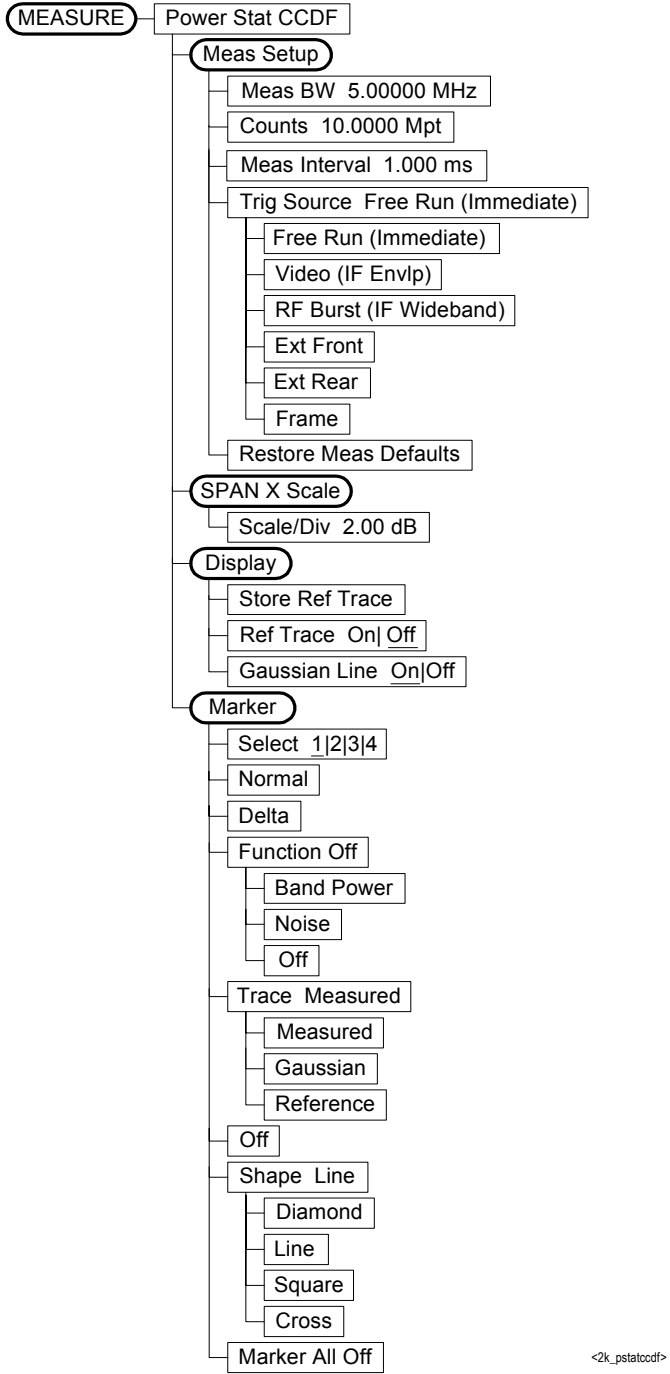 MEASURE Power Stat CCDF
Meas Setup
Meas BW 5.00000 MHz
Counts 10.0000 Mpt
Meas Interval 1.000 ms
Trig Source Free Run (Immediate)
Free Run (Immediate)
Video (IF Envlp)
RF Burst (IF Wideband)
Ext Front
Ext Rear
Frame
Restore Meas Defaults
SPAN X Scale
Scale/Div 2.00 dB
Display
Store Ref Trace
Ref Trace On| Off
Gaussian Line On|Off
Marker
Select 1|2|3|4
Normal
Delta
Function Off
Band Power
Noise
Off
Trace Measured
Measured
Gaussian
Reference
Off
Shape Line
Diamond
Line
Square
Cross
Marker All Off
<2k_pstatccdf>